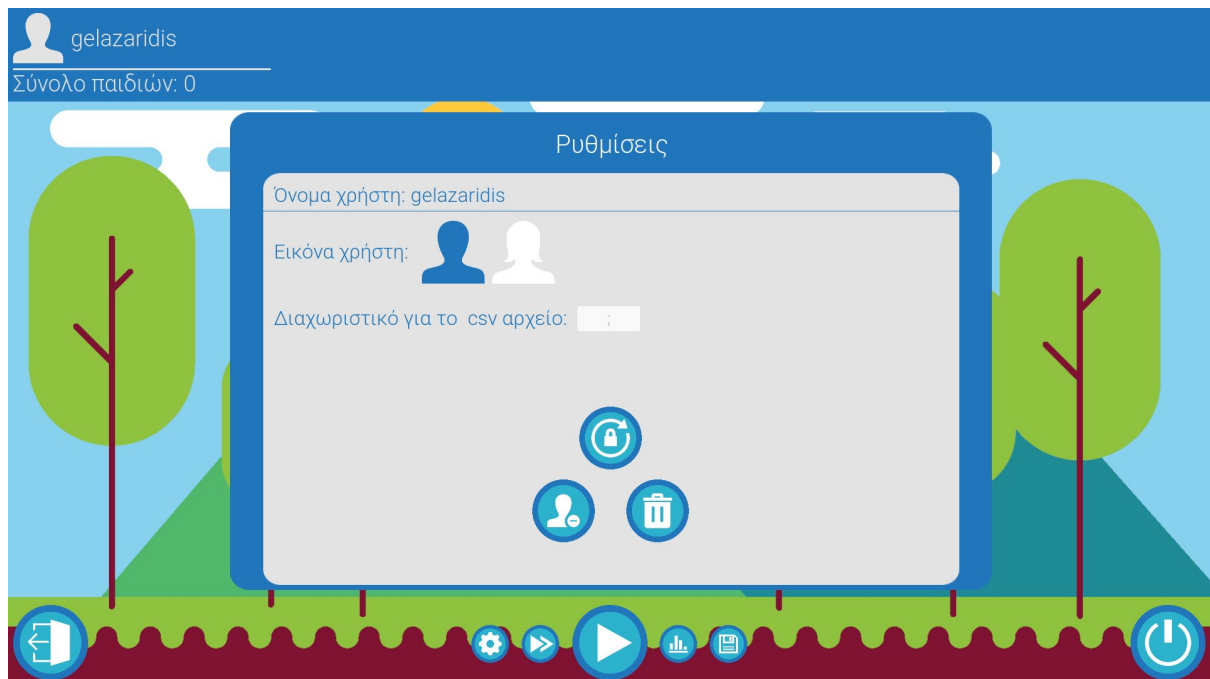 gelazaridis
Σύνολο παιδιών: 0
Ρυθμίσεις
Όνομα χρήστη: gelazaridis
Εικόνα χρήστη:
Διαχωριστικό για το csv αρχείο: ;